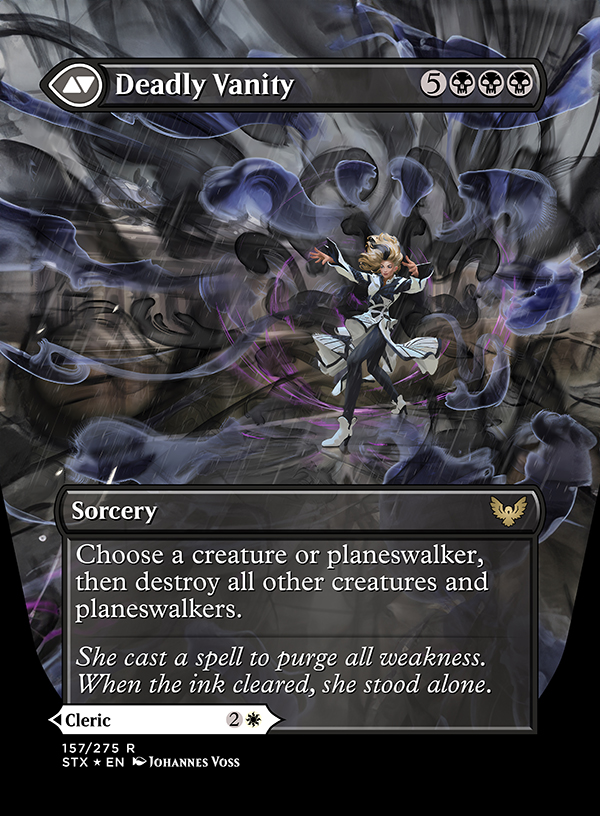 Deadly Vanity 5
Sorcery
Choose a creature or planeswalker,
then destroy all other creatures and
planeswalkers.
She cast a spell to purge all weakness.
When the ink cleared, she stood alone.
Cleric 2
157/275 R
STX ★ EN Johannes Voss